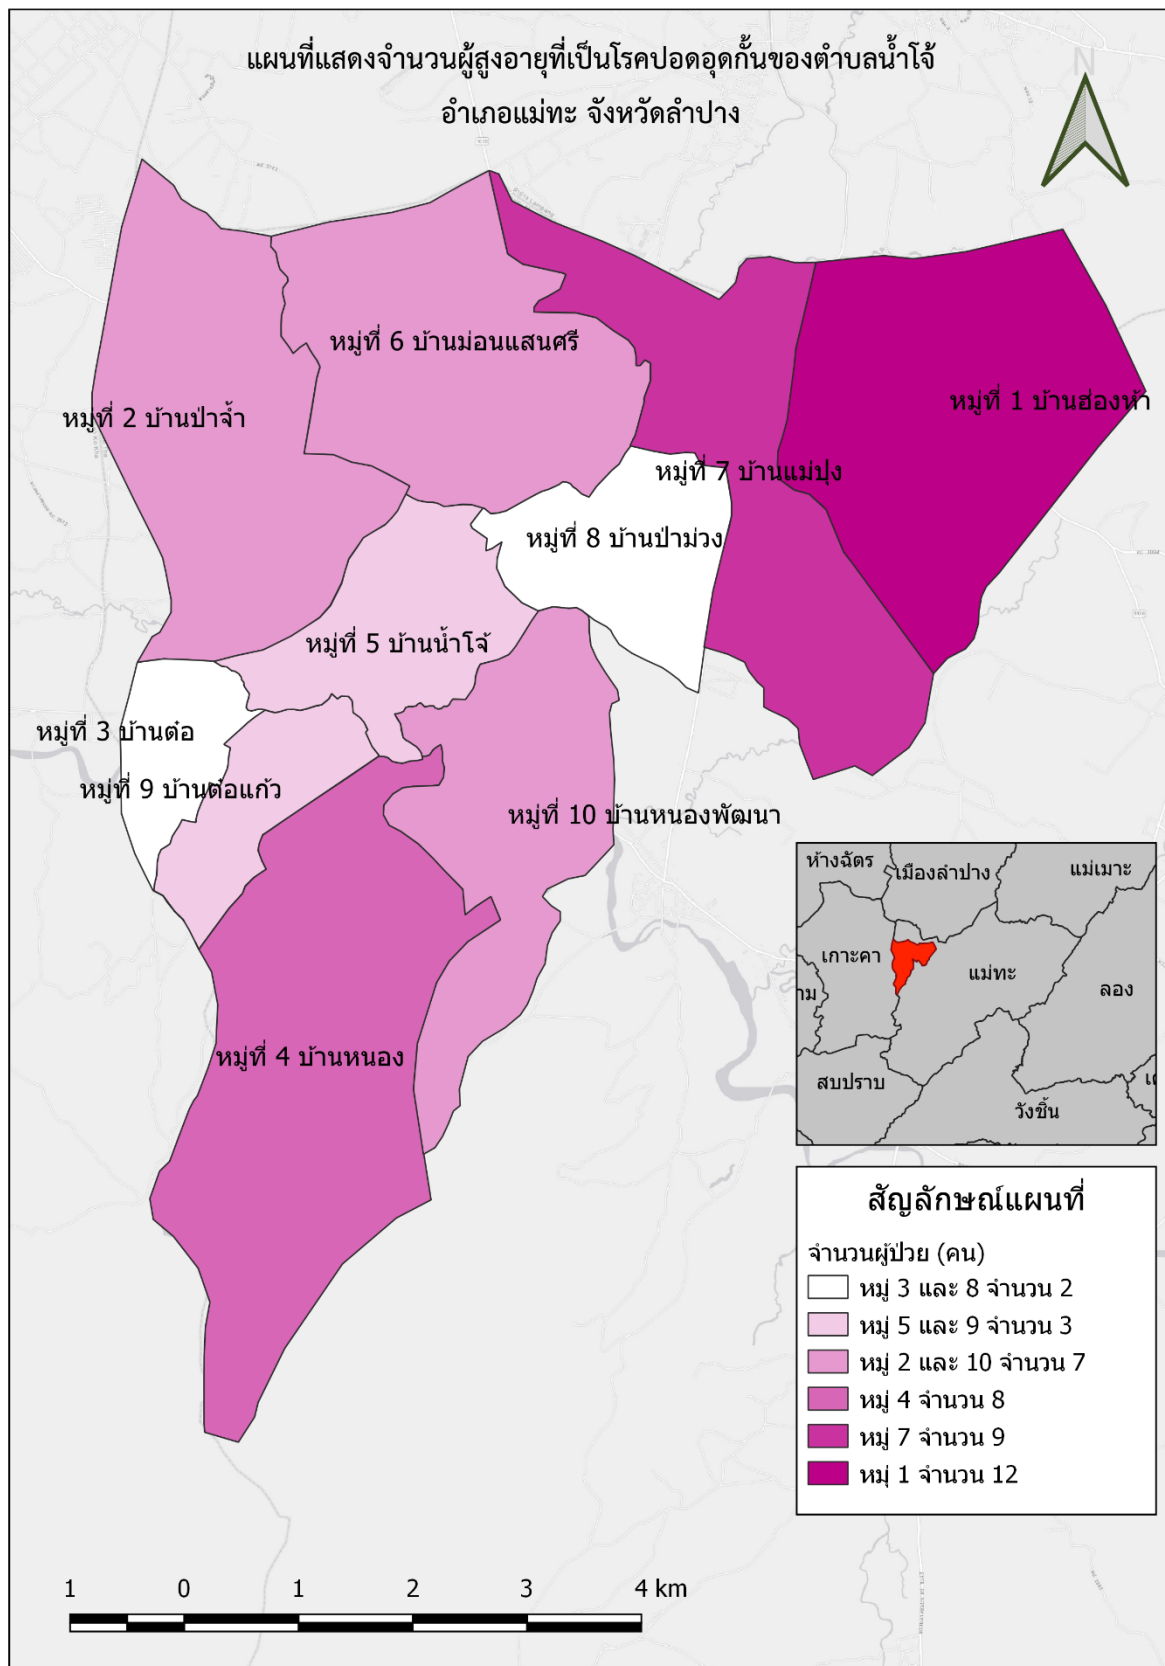 แผนที่แสดงจำนวนผู้สูงอายุที่เป็นโรคปอดอุดกั้นของตำบลน้ำโจ้
อำเภอแม่ทะ จังหวัดลำปาง
N
หมู่ที่ 6 บ้านม่อนแสนศรี
หมู่ที่ 1 บ้านฮ่องห้า
หมู่ที่ 2 บ้านป่าจ้ำ
หมู่ที่ 7 บ้านแม่ปุง
หมู่ที่ 8 บ้านป่าม่วง
หมู่ที่ 5 บ้านน้ำโจ้
หมู่ที่ 3 บ้านต๋อ
หมู่ที่ 9 บ้านต๋อแก้ว
หมู่ที่ 10 บ้านหนองพัฒนา
หมู่ที่ 4 บ้านหนอง
ห้างฉัตร
เมืองลำปาง
แม่เมาะ
เกาะคา
แม่ทะ
ลอง
าม
สบปราบ
วังชิ้น
เด
สัญลักษณ์แผนที่
จำนวนผู้ป่วย (คน)
หมู่ 3 และ 8 จำนวน 2
หมู่ 5 และ 9 จำนวน 3
หมู่ 2 และ 10 จำนวน 7
หมู่ 4 จำนวน 8
หมู่ 7 จำนวน 9
หมู่ 1 จำนวน 12
1 0 1 2 3 4 km